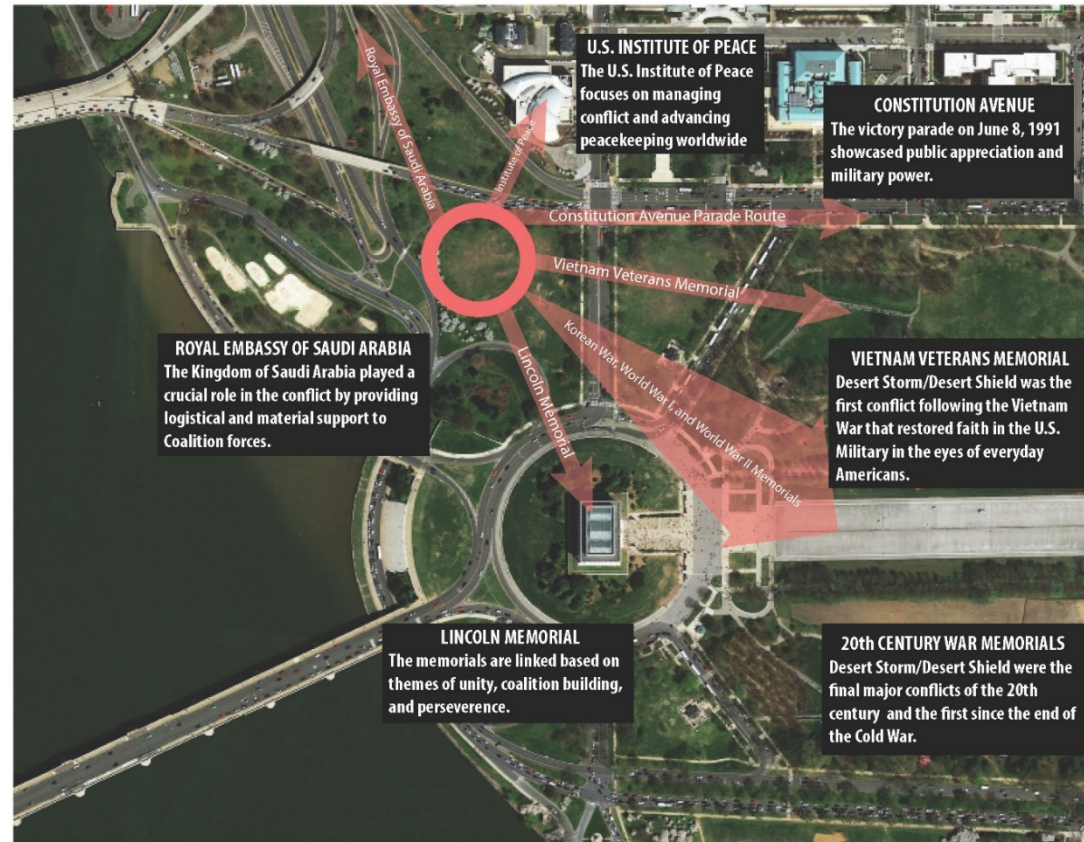 U.S. INSTITUTE OF PEACE
The U.S. Institute of Peace
focuses on managing
conflict and advancing
peacekeeping worldwide
CONSTITUTION AVENUE
The victory parade on June 8, 1991
showcased public appreciation and
military power.
Royal Embassy of Saudi Arabia
Institute of Peace
Constitution Avenue Parade Route
Vietnam Veterans Memorial
Korean War, World War I, and World War II Memorials
Lincoln Memorial
ROYAL EMBASSY OF SAUDI ARABIA
The Kingdom of Saudi Arabia played a
crucial role in the conflict by providing
logistical and material support to
Coalition forces.
VIETNAM VETERANS MEMORIAL
Desert Storm/Desert Shield was the
first conflict following the Vietnam
War that restored faith in the U.S.
Military in the eyes of everyday
Americans.
LINCOLN MEMORIAL
The memorials are linked based on
themes of unity, coalition building,
and perseverence.
20th CENTURY WAR MEMORIALS
Desert Storm/Desert Shield were the
final major conflicts of the 20th
century and the first since the end of
the Cold War.